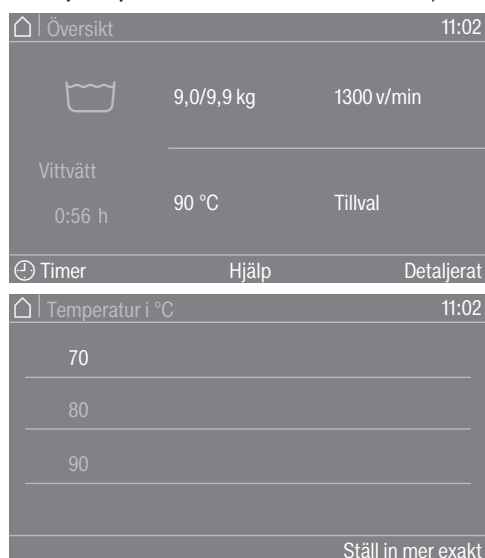 Översikt 11:02
9,0/9,9 kg 1300 v/min
Vittvätt
90 °C Tillval
0:56 h
Timer Hjälp Detaljerat
Temperatur i °C 11:02
70
80
90
Ställ in mer exakt